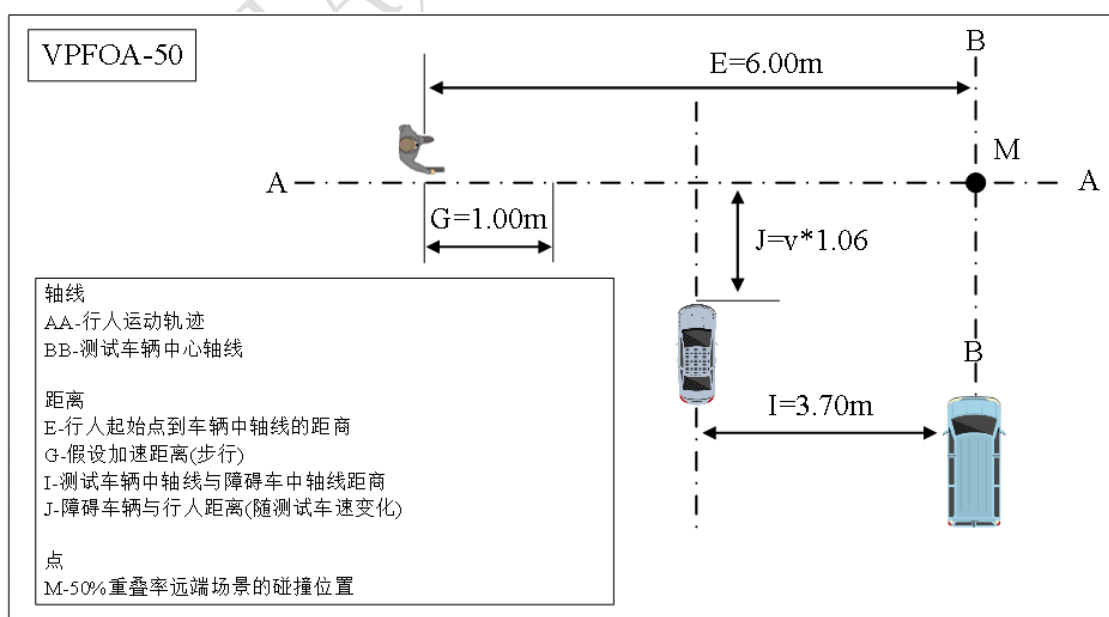 VPFOA-50
B
E=6.00m
M
A
A
G=1.00m
J=v*1.06
B
I=3.70m
轴线
AA-行人运动轨迹
BB-测试车辆中心轴线
距离
E-行人起始点到车辆中轴线的距商
G-假设加速距离(步行)
I-测试车辆中轴线与障碍车中轴线距商
J-障碍车辆与行人距离(随测试车速变化)
点
M-50%重叠率远端场景的碰撞位置